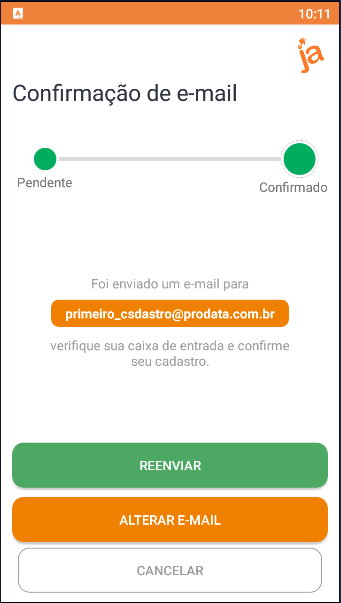 A
10:11
ja
Confirmação de e-mail
Pendente
Confirmado
Foi enviado um e-mail para
primeiro_csdastro@prodata.com.br
verifique sua caixa de entrada e confirme
seu cadastro.
REENVIAR
ALTERAR E-MAIL
CANCELAR